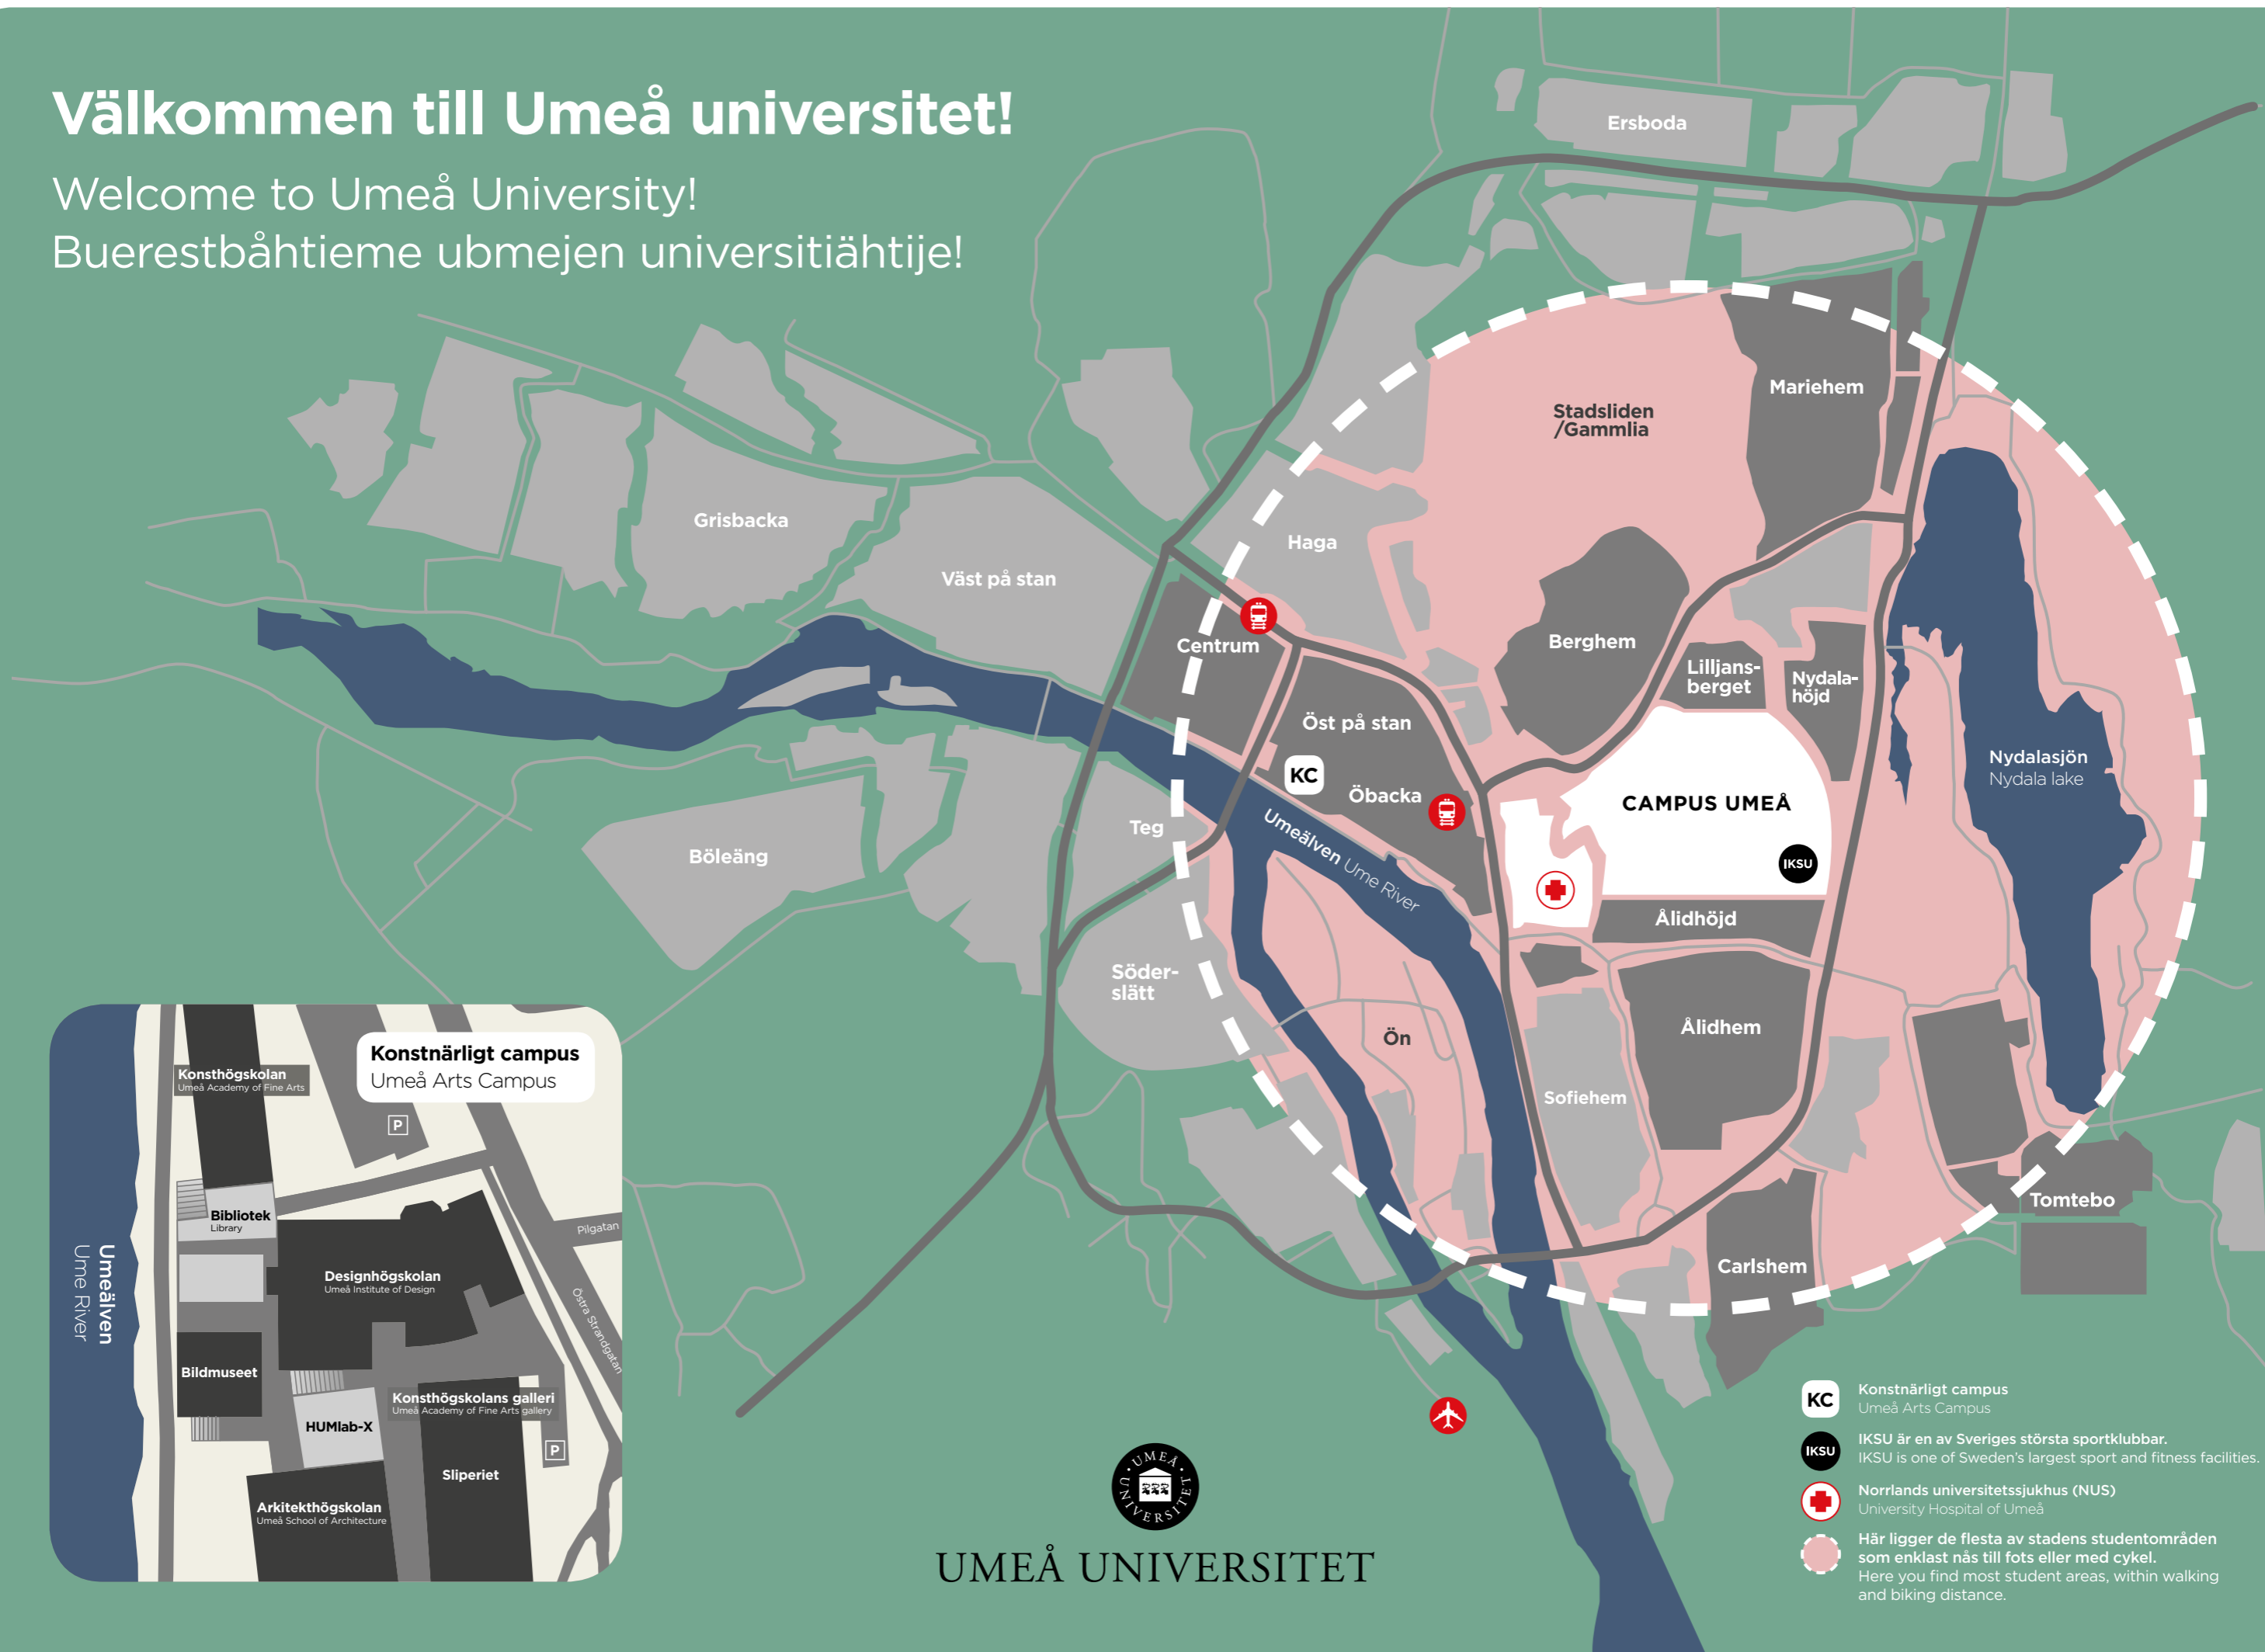 Välkommen till Umeå universitet!
Welcome to Umeå University!
Buerestbåhtieme ubmejen universitiähtije!
Ersboda
Mariehem
Stadsliden
/Gammlia
Grisbacka
Haga
Väst på stan
Centrum
Berghem
Lilljans-
berget
Nydala-
höjd
Öst på stan
KC
Öbacka
Nydalasjön
Nydala lake
CAMPUS UMEÅ
IKSU
Teg
Umeälven Ume River
Böleäng
Ålidhöjd
Söder-
slätt
Ön
Ålidhem
Sofiehem
Tomtebo
Carlshem
Konstnärligt campus
Umeå Arts Campus
Konsthögskolan
Umeå Academy of Fine Arts
P
Bibliotek
Library
Pilgatan
Umeälven
Ume River
Designhögskolan
Umeå Institute of Design
Östra Strandgatan
Bildmuseet
Konsthögskolans galleri
Umeå Academy of Fine Arts gallery
HUMlab-X
P
Sliperiet
Arkitekthögskolan
Umeå School of Architecture
UMEÅ
UNIVERSITET
UMEÅ UNIVERSITET
KC
Konstnärligt campus
Umeå Arts Campus
IKSU
IKSU är en av Sveriges största sportklubbar.
IKSU is one of Sweden's largest sport and fitness facilities.
Norrlands universitetssjukhus (NUS)
University Hospital of Umeå
Här ligger de flesta av stadens studentområden
som enklast nås till fots eller med cykel.
Here you find most student areas, within walking
and biking distance.